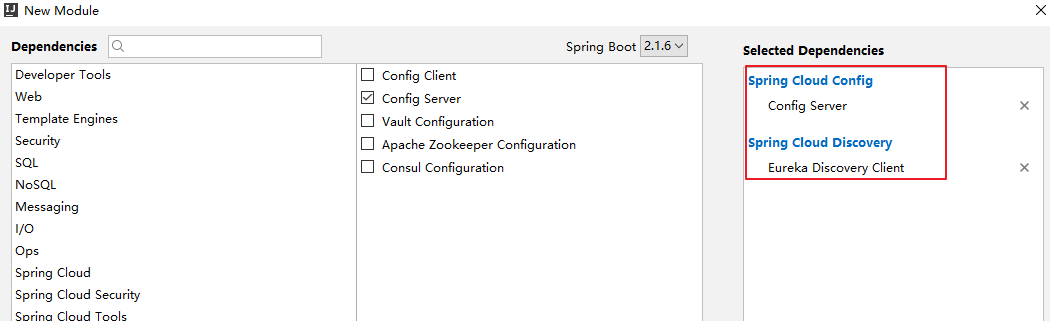 New Module
Dependencies
Spring Boot 2.1.6
Developer Tools
Web
Template Engines
Security
SQL
NoSQL
Messaging
I/O
Ops
Spring Cloud
Spring Cloud Security
Spring Cloud Tools
Config Client
Config Server
Vault Configuration
Apache Zookeeper Configuration
Consul Configuration
Selected Dependencies
Spring Cloud Config
Config Server
Spring Cloud Discovery
Eureka Discovery Client